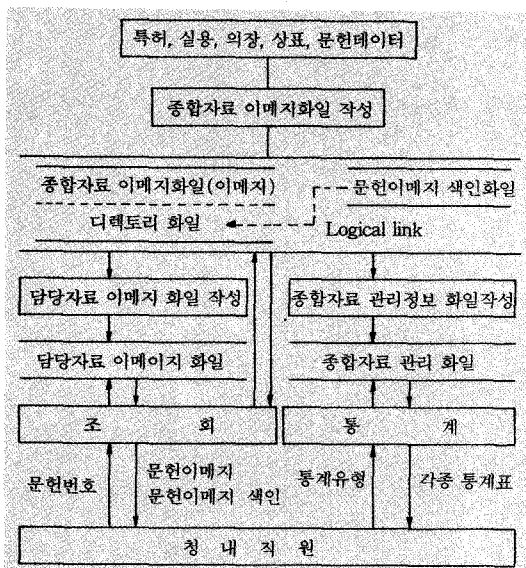 특허, 실용, 의장, 상표, 문헌데이터
종합자료 이메지화일 작성
종합자료 이메지화일(이메지)
문헌이메지 색인화일
디렉토리 화일
Logical link
담당자료 이메지 화일 작성
종합자료 관리정보 화일작성
담당자료 이메이지 화일
종합자료 관리 화일
조 회
통 계
문헌번호
문헌이메지
문헌이메지 색인
통계유형
각종 통계표
청 내 직 원